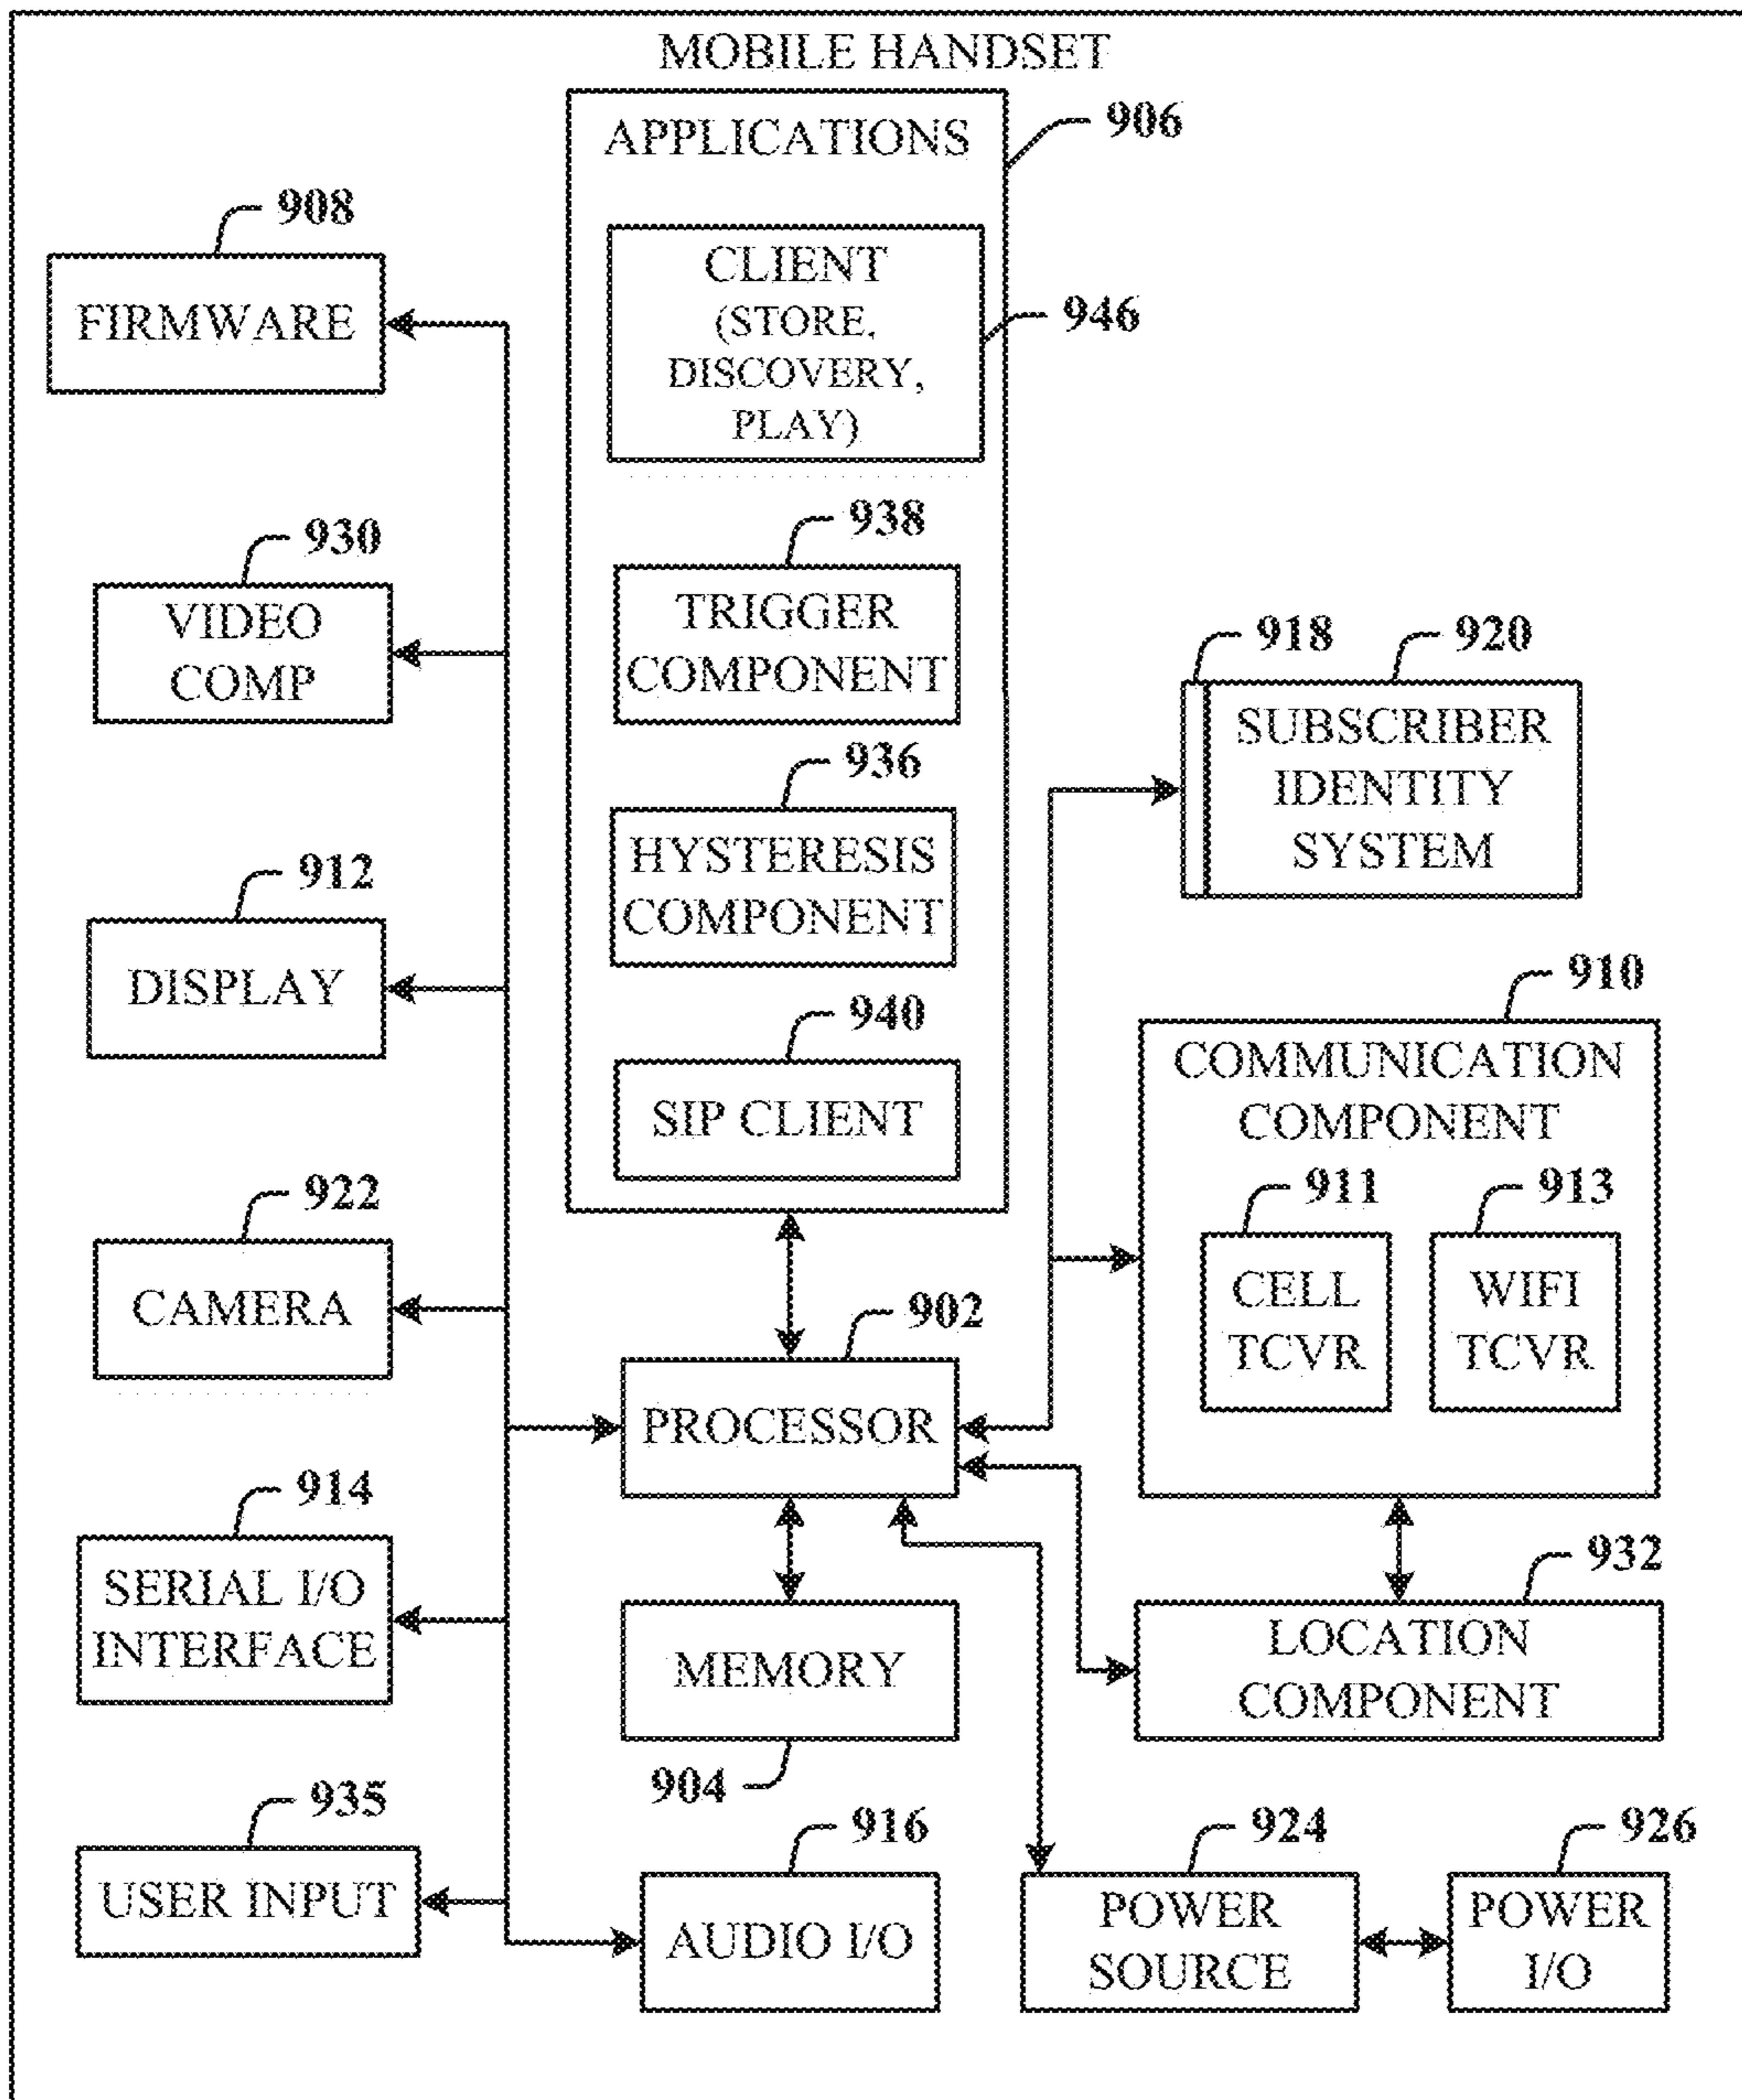 MOBILE HANDSET
APPLICATIONS
906
CLIENT
(STORE,
DISCOVERY,
PLAY)
946
938
TRIGGER
COMPONENT
936
HYSTERESIS
COMPONENT
940
SIP CLIENT
908
FIRMWARE
930
VIDEO
COMP
912
DISPLAY
922
CAMERA
914
SERIAL I/O
INTERFACE
935
USER INPUT
902
PROCESSOR
MEMORY
904
916
AUDIO I/O
918
920
SUBSCRIBER
IDENTITY
SYSTEM
910
COMMUNICATION
COMPONENT
911
CELL
TCVR
913
WIFI
TCVR
932
LOCATION
COMPONENT
924
POWER
SOURCE
926
POWER
I/O